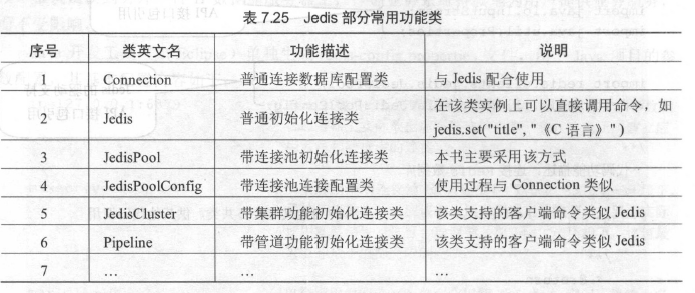 表 7.25 Jedis 部分常用功能类
序号 类英文名 功能描述 说明
1 Connection 普通连接数据库配置类 与 Jedis 配合使用
2 Jedis 普通初始化连接类 在该类实例上可以直接调用命令，如
jedis.set("title", "《C 语言》" )
3 JedisPool 带连接池初始化连接类 本书主要采用该方式
4 JedisPoolConfig 带连接池连接配置类 使用过程与 Connection 类似
5 JedisCluster 带集群功能初始化连接类 该类支持的客户端命令类似 Jedis
6 Pipeline 带管道功能初始化连接类 该类支持的客户端命令类似 Jedis
7 … … …